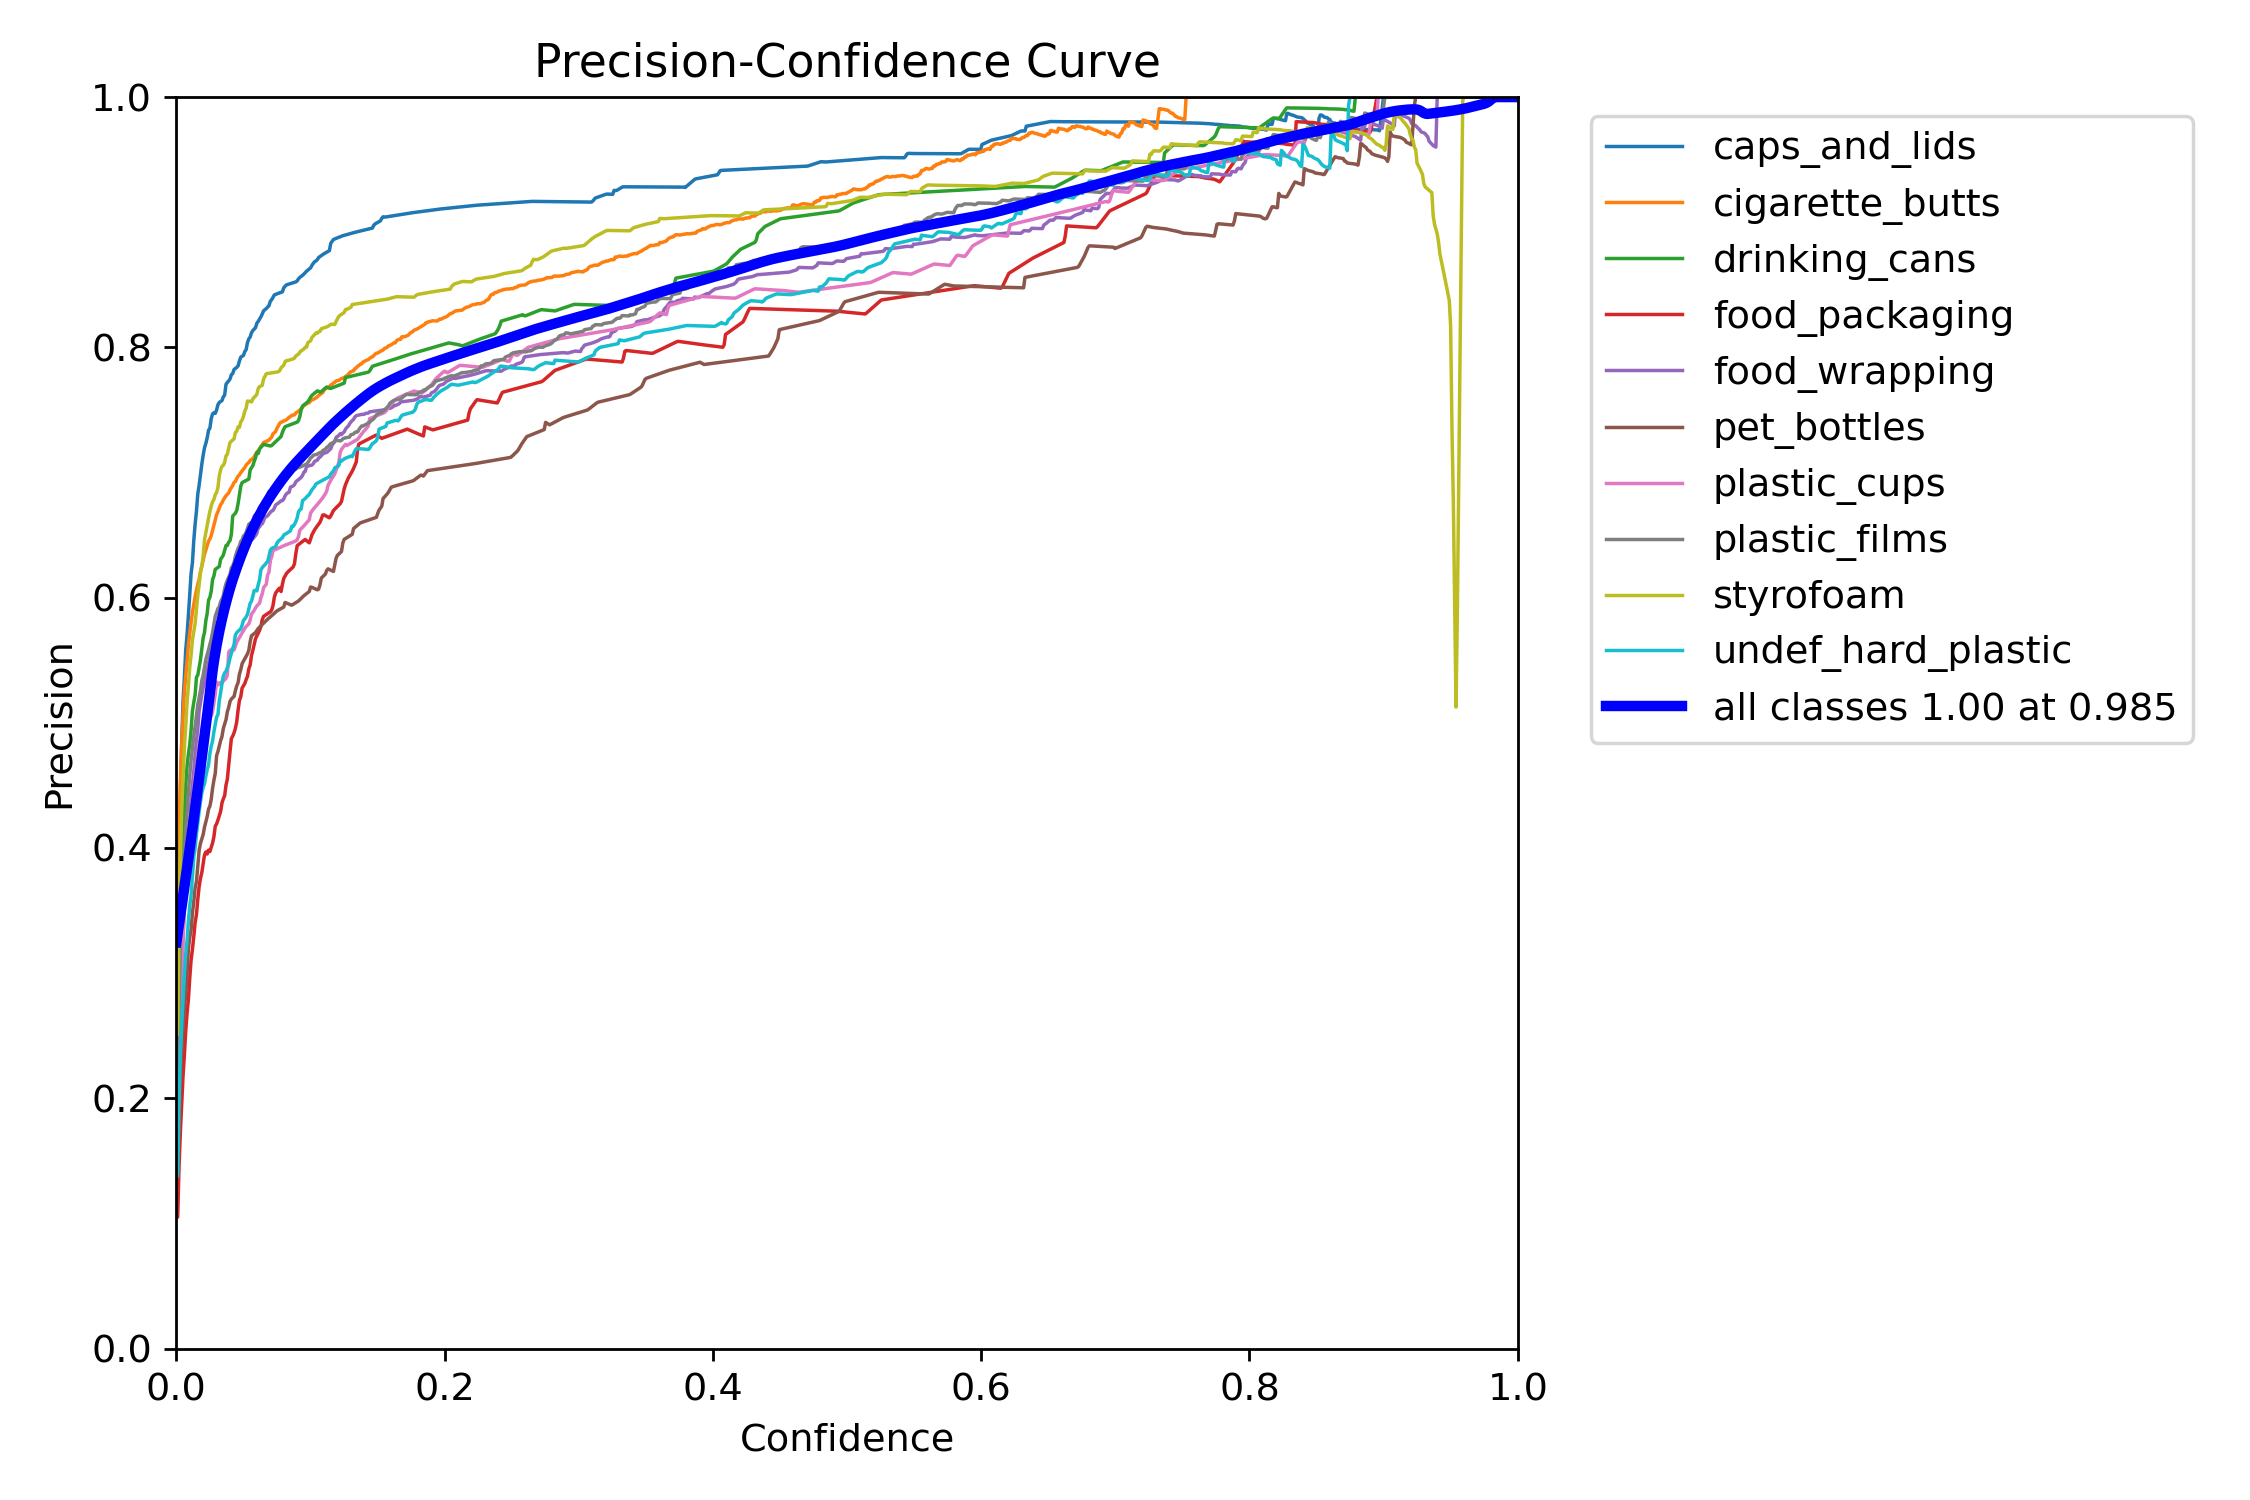 Precision-Confidence Curve
1.0
0.8
0.6
0.4
0.2
0.0
Precision
0.0 0.2 0.4 0.6 0.8 1.0
Confidence
caps_and_lids
cigarette_butts
drinking_cans
food_packaging
food_wrapping
pet_bottles
plastic_cups
plastic_films
styrofoam
undef_hard_plastic
all classes 1.00 at 0.985